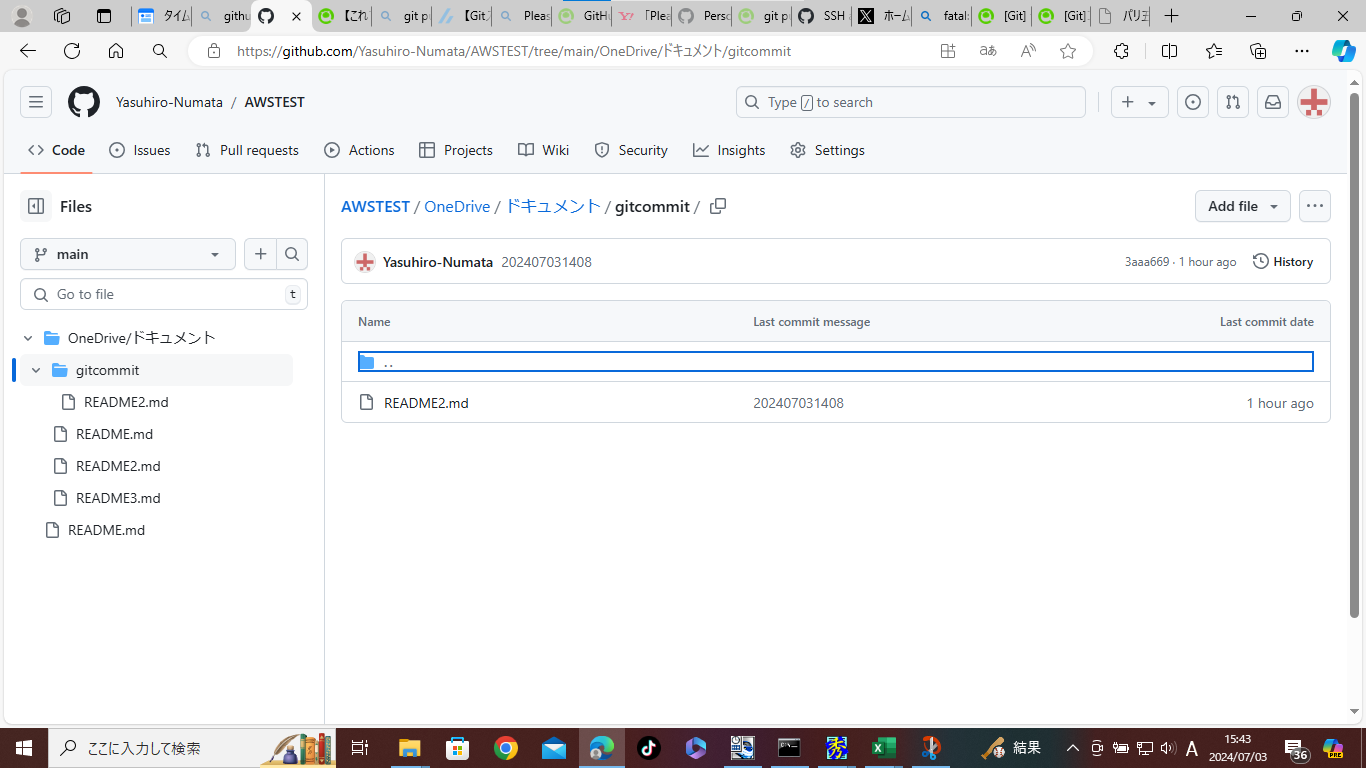 タイム
githu
【これ
git p
【Git】
Pleas
GitHu
「Plea
Perso
git pu
SSH
ホーム
fatal:
[Git]
[Git]
パリ
https://github.com/Yasuhiro-Numata/AWSTEST/tree/main/OneDrive/ドキュメント/gitcommit
Yasuhiro-Numata / AWSTEST
Type / to search
Code Issues Pull requests Actions Projects Wiki Security Insights Settings
Files
main
Go to file t
OneDrive/ドキュメント
gitcommit
README2.md
README.md
README2.md
README3.md
README.md
AWSTEST / OneDrive / ドキュメント / gitcommit /
Add file
Yasuhiro-Numata 202407031408 3aaa669 · 1 hour ago History
Name Last commit message Last commit date
..
README2.md 202407031408 1 hour ago
ここに入力して検索
結果
A
15:43
2024/07/03
36
PRE